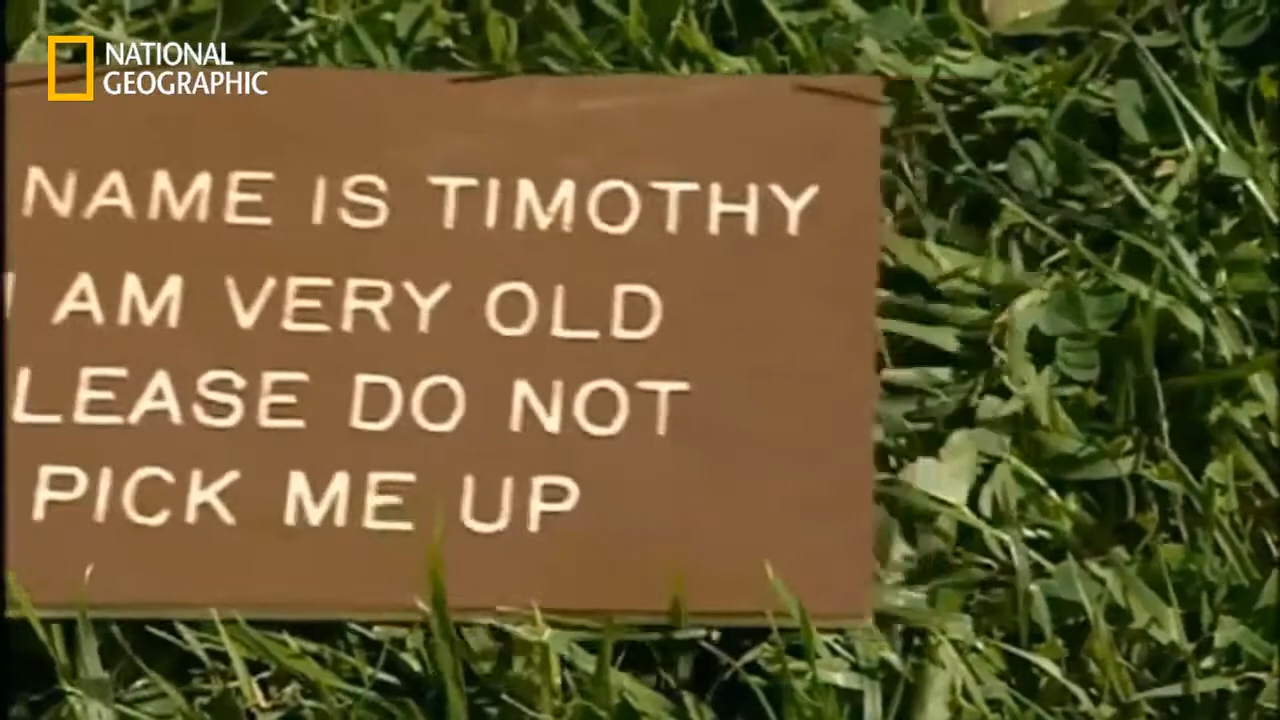 NATIONAL
GEOGRAPHIC
NAME IS TIMOTHY
I AM VERY OLD
LEASE DO NOT
PICK ME UP